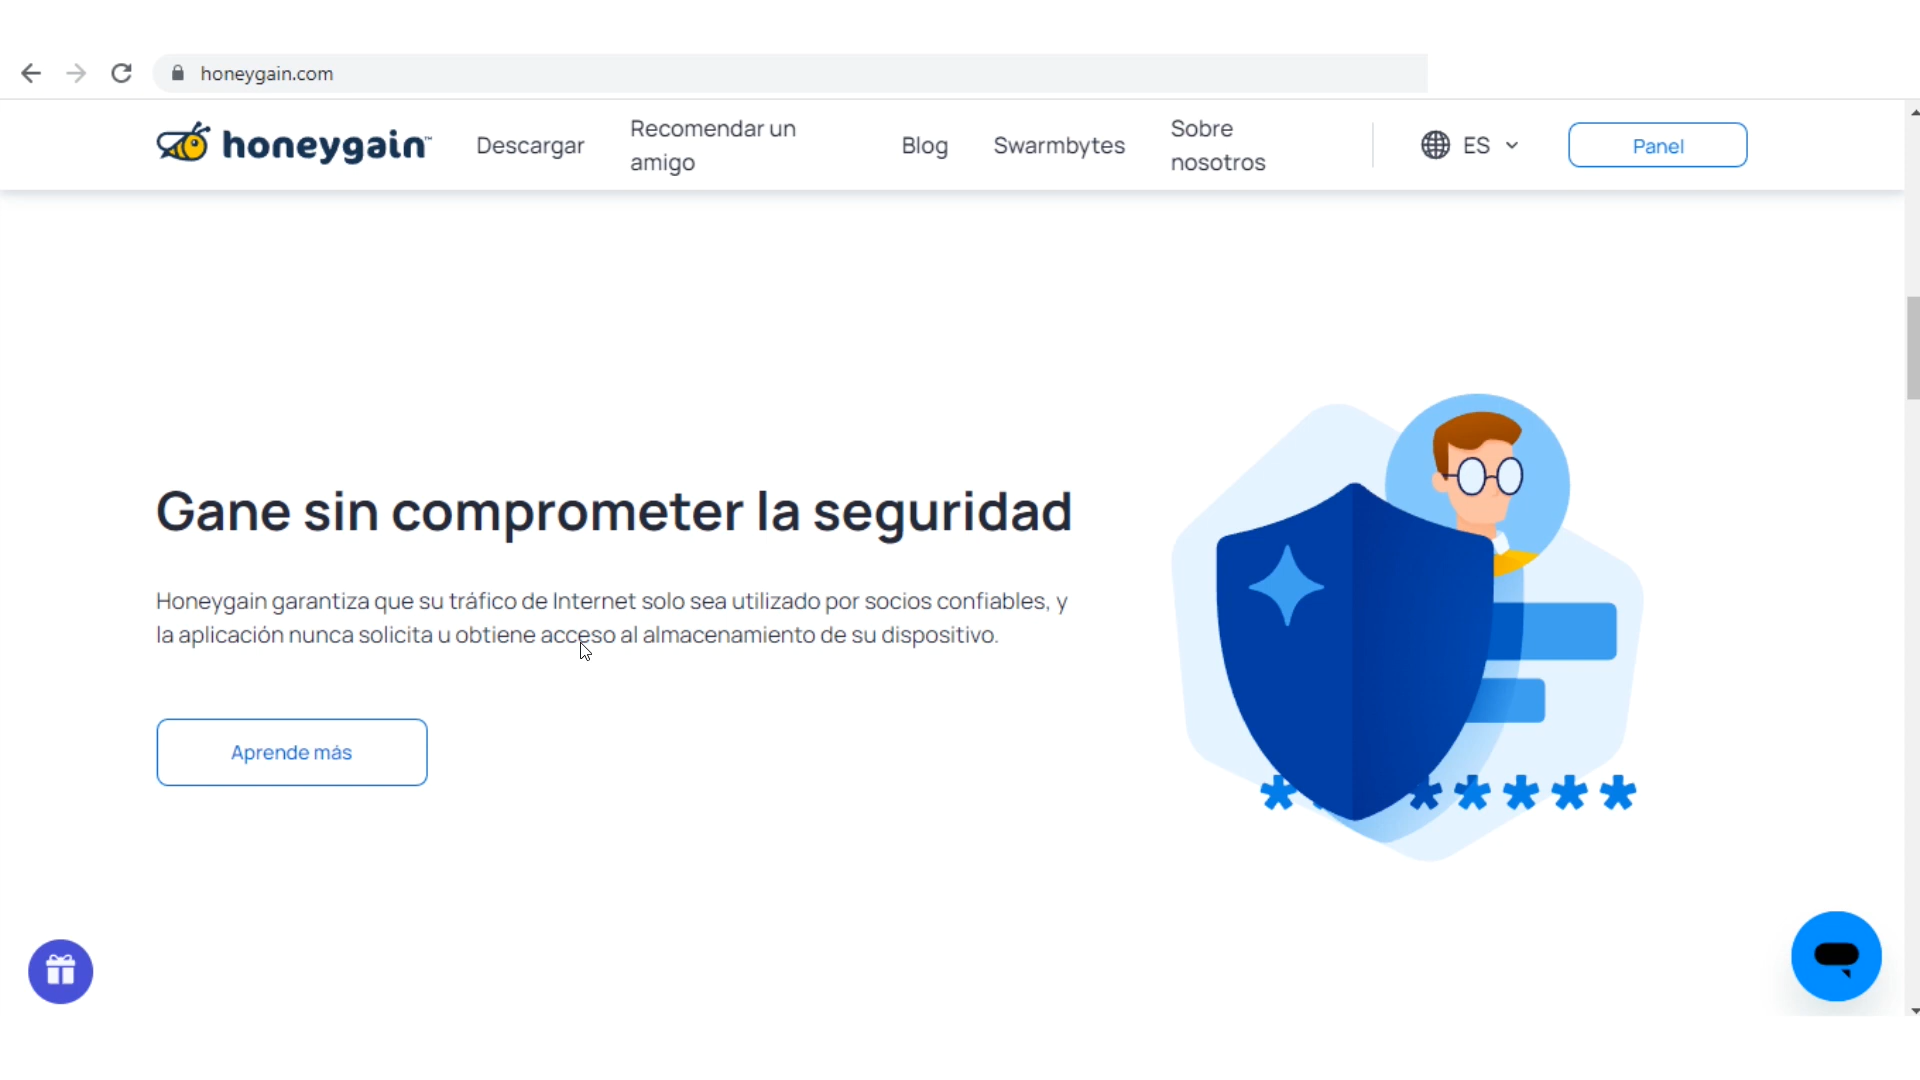 honeygain.com
honeygain™
Descargar
Recomendar un
amigo
Blog
Swarmbytes
Sobre
nosotros
ES
Panel
Gane sin comprometer la seguridad
Honeygain garantiza que su tráfico de Internet solo sea utilizado por socios confiables, y
la aplicación nunca solicita u obtiene acceso al almacenamiento de su dispositivo.
Aprende más